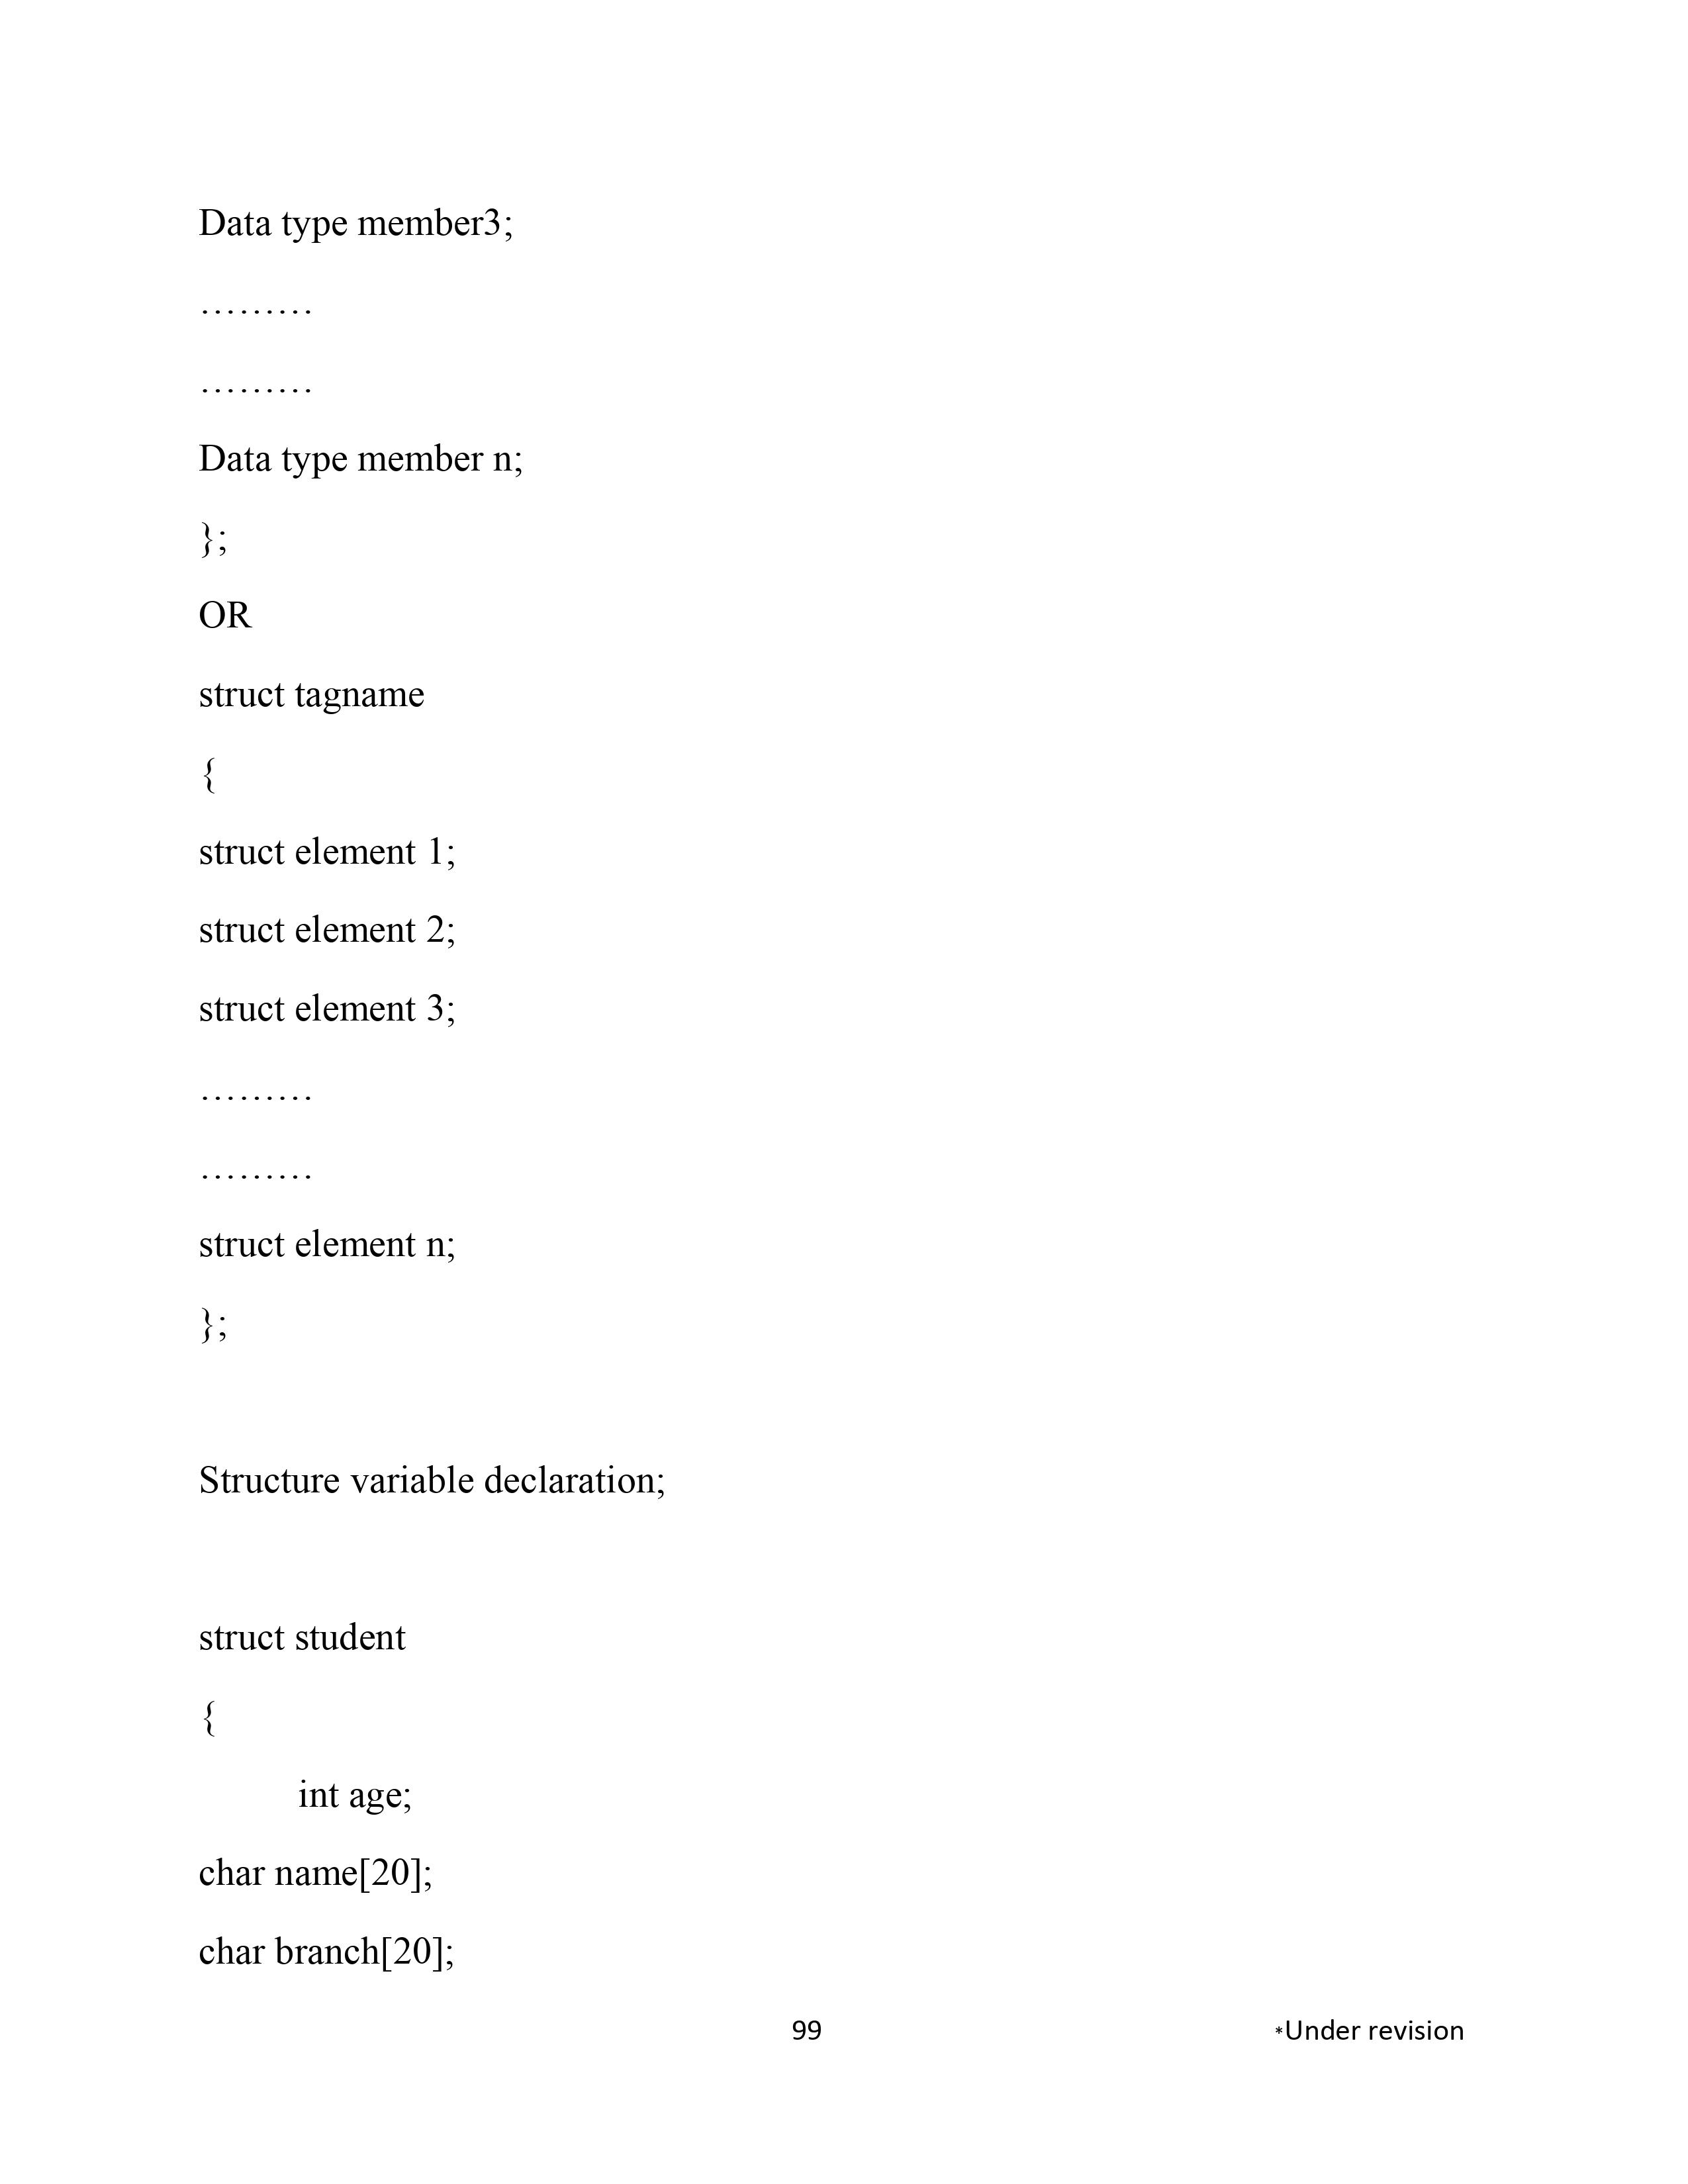 Data type member3;
………
………
Data type member n;
};
OR
struct tagname
{
struct element 1;
struct element 2;
struct element 3;
………
………
struct element n;
};
Structure variable declaration;
struct student
{
int age;
char name[20];
char branch[20];
99
*Under revision